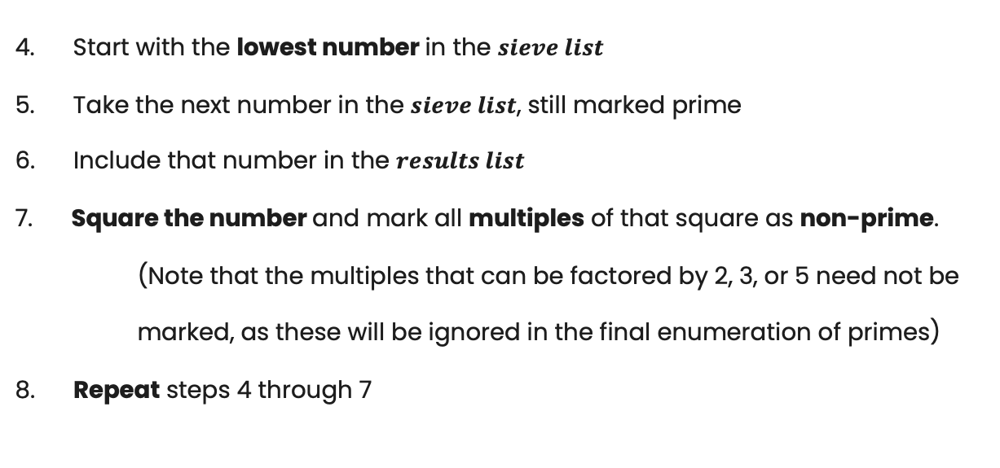 4. Start with the lowest number in the sieve list
5. Take the next number in the sieve list, still marked prime
6. Include that number in the results list
7. Square the number and mark all multiples of that square as non-prime.
(Note that the multiples that can be factored by 2, 3, or 5 need not be
marked, as these will be ignored in the final enumeration of primes)
8. Repeat steps 4 through 7